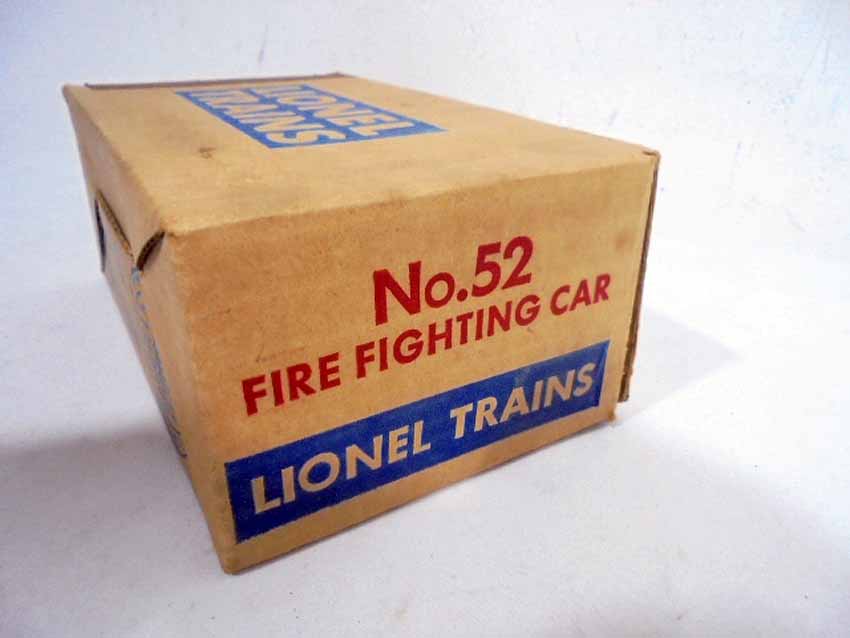 LIONEL
TRAINS
No.52
FIRE FIGHTING CAR
LIONEL TRAINS